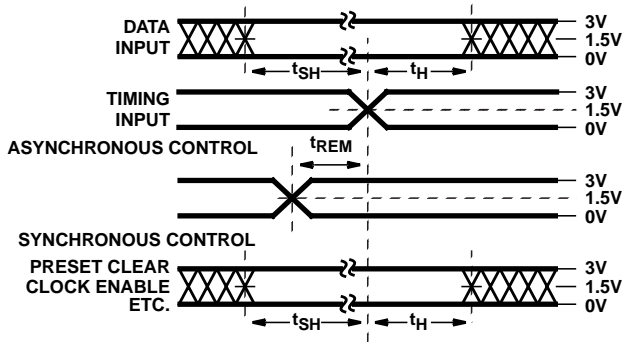 DATA
INPUT
3V
1.5V
0V
tSH
tH
TIMING
INPUT
3V
1.5V
0V
ASYNCHRONOUS CONTROL
tREM
3V
1.5V
0V
SYNCHRONOUS CONTROL
PRESET CLEAR
CLOCK ENABLE
ETC.
3V
1.5V
0V
tSH
tH